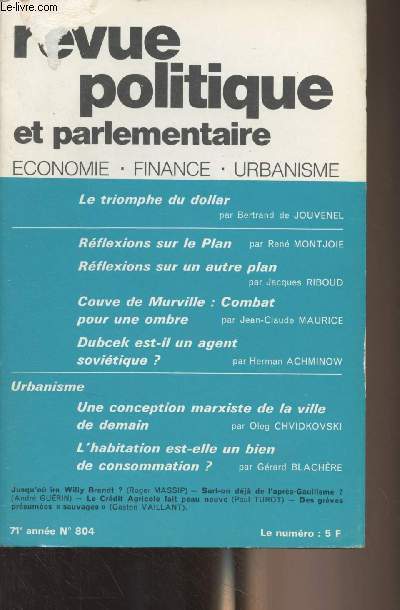 Le-livre.com
revue
politique
et parlementaire
ECONOMIE · FINANCE · URBANISME
Le triomphe du dollar
par Bertrand de JOUVENEL
Réflexions sur le Plan par René MONTJOIE
Réflexions sur un autre plan
par Jacques RIBOUD
Couve de Murville : Combat
pour une ombre par Jean-Claude MAURICE
Dubcek est-il un agent
soviétique ? par Herman ACHMINOW
Urbanisme
Une conception marxiste de la ville
de demain par Oleg CHVIDKOVSKI
L'habitation est-elle un bien
de consommation ? par Gérard BLACHÈRE
Jusqu'où ira Willy Brandt ? (Roger MASSIP) — Sort-on déjà de l'après-Gaullisme ?
(André GUÉRIN) — Le Crédit Agricole fait peau neuve (Paul TUROT) — Des grèves
présumées « sauvages » (Gaston VAILLANT).
71e année N° 804 Le numéro : 5 F